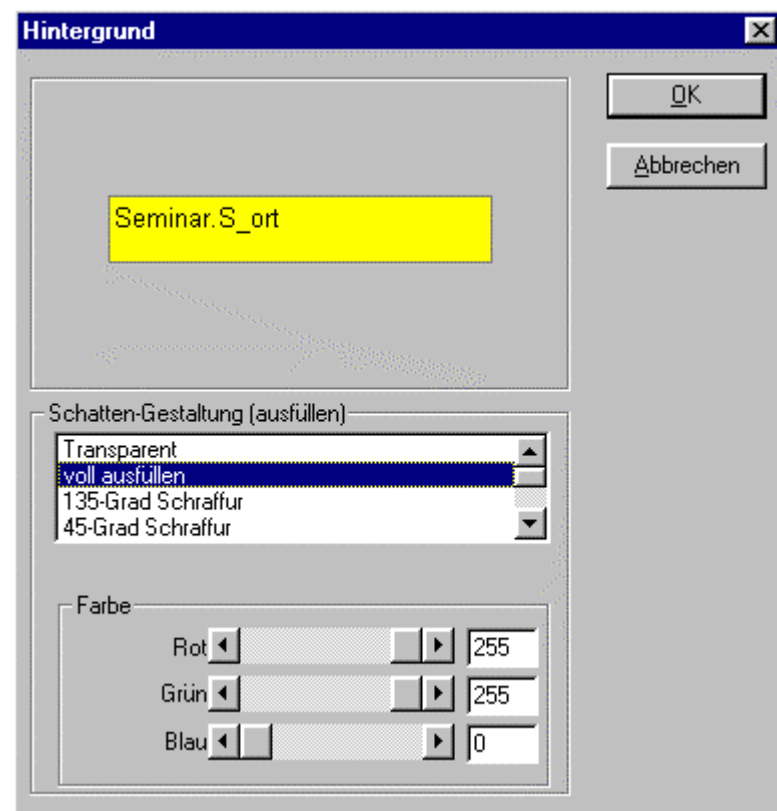 Hintergrund
OK
Abbrechen
Seminar.S_ort
Schatten-Gestaltung (ausfüllen)
Transparent
voll ausfüllen
135-Grad Schraffur
45-Grad Schraffur
Farbe
Rot 255
Grün 255
Blau 0